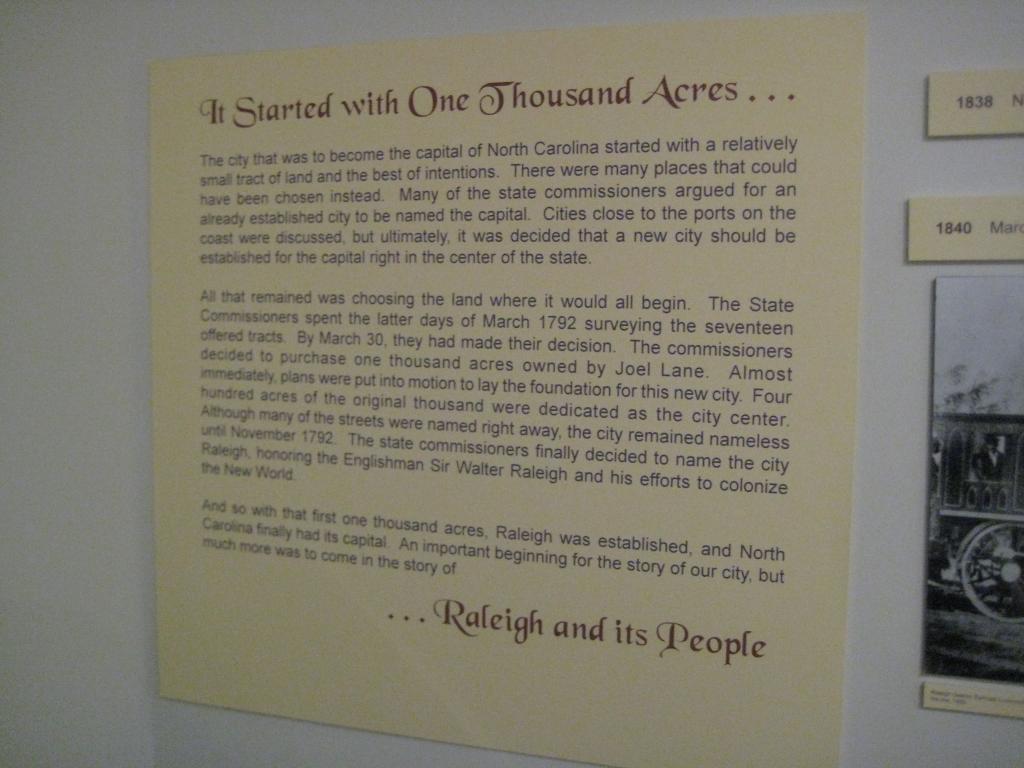 It Started with One Thousand Acres . . .
The city that was to become the capital of North Carolina started with a relatively
small tract of land and the best of intentions. There were many places that could
have been chosen instead. Many of the state commissioners argued for an
already established city to be named the capital. Cities close to the ports on the
coast were discussed, but ultimately, it was decided that a new city should be
established for the capital right in the center of the state.
All that remained was choosing the land where it would all begin. The State
Commissioners spent the latter days of March 1792 surveying the seventeen
offered tracts. By March 30, they had made their decision. The commissioners
decided to purchase one thousand acres owned by Joel Lane. Almost
immediately, plans were put into motion to lay the foundation for this new city. Four
hundred acres of the original thousand were dedicated as the city center.
Although many of the streets were named right away, the city remained nameless
until November 1792. The state commissioners finally decided to name the city
Raleigh, honoring the Englishman Sir Walter Raleigh and his efforts to colonize
the New World.
And so with that first one thousand acres, Raleigh was established, and North
Carolina finally had its capital. An important beginning for the story of our city, but
much more was to come in the story of
. . . Raleigh and its People
1838 N
1840 Marc